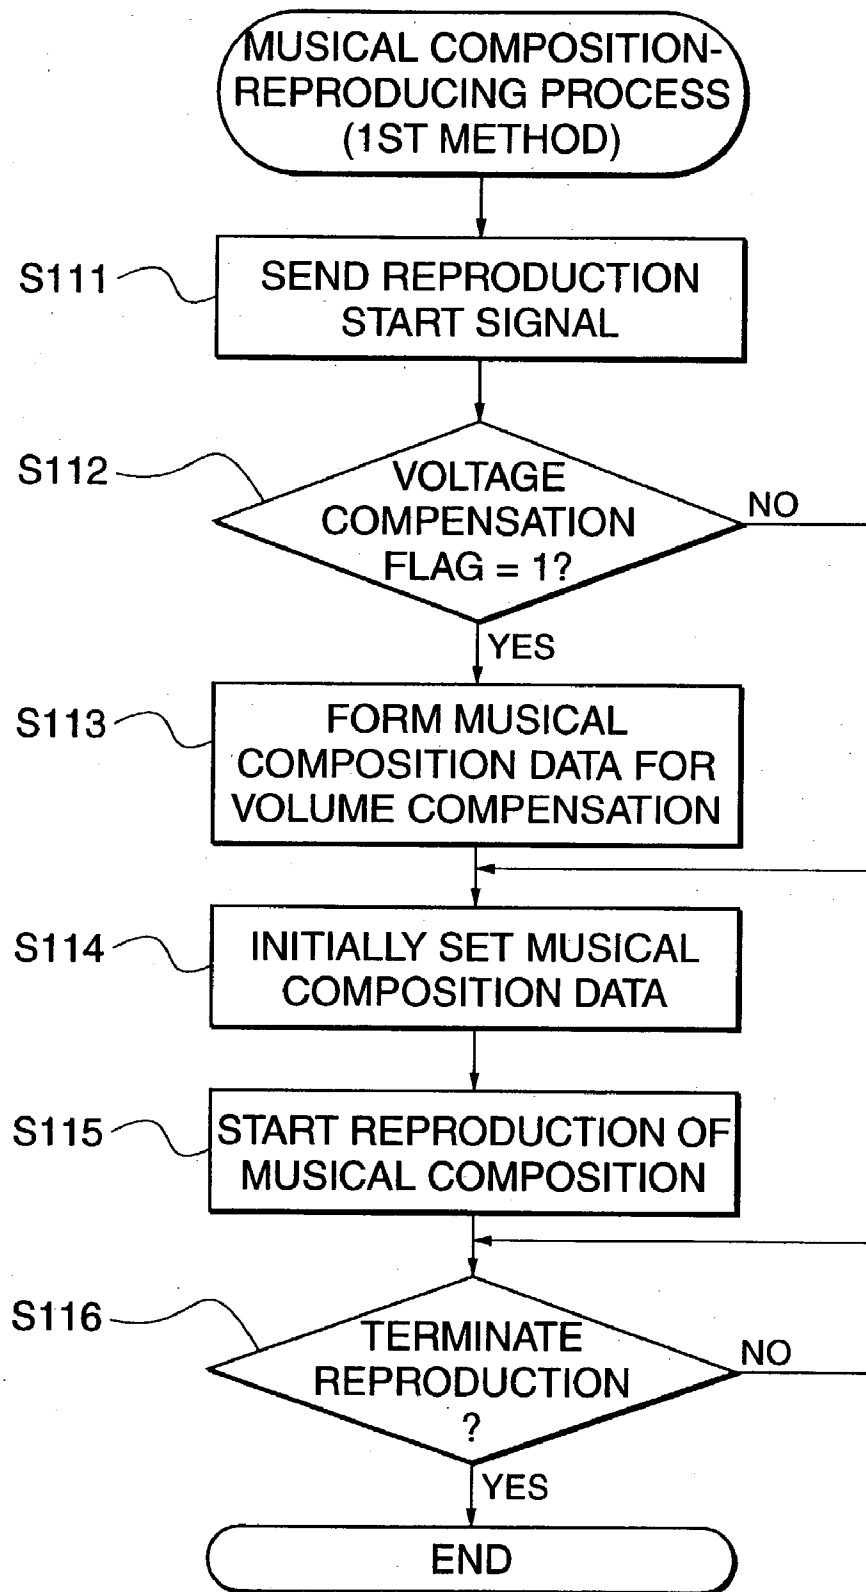 MUSICAL COMPOSITION-
REPRODUCING PROCESS
(1ST METHOD)
S111
SEND REPRODUCTION
START SIGNAL
S112
VOLTAGE
COMPENSATION
FLAG = 1?
NO
YES
S113
FORM MUSICAL
COMPOSITION DATA FOR
VOLUME COMPENSATION
S114
INITIALLY SET MUSICAL
COMPOSITION DATA
S115
START REPRODUCTION OF
MUSICAL COMPOSITION
S116
TERMINATE
REPRODUCTION
?
NO
YES
END